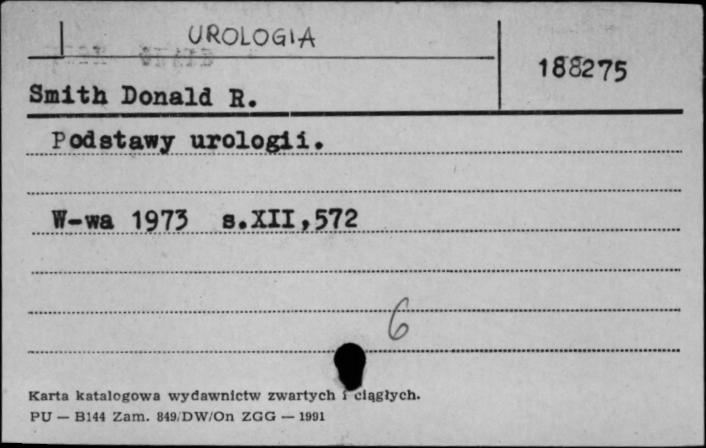 UROLOGIA
188275
Smith Donald R.
Podstawy urologii.
W-wa 1973 s.XII,572
6
Karta katalogowa wydawnictw zwartych i ciągłych.
PU — B144 Zam. 849/DW/On ZGG — 1991